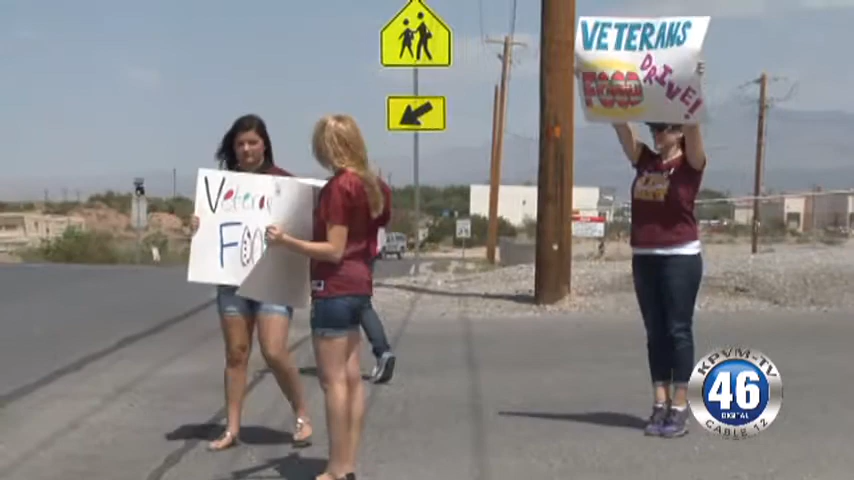 VETERANS
FOOD DRIVE!
Veteran
FOO
KPVM-TV
46
DIGITAL
CABLE 12